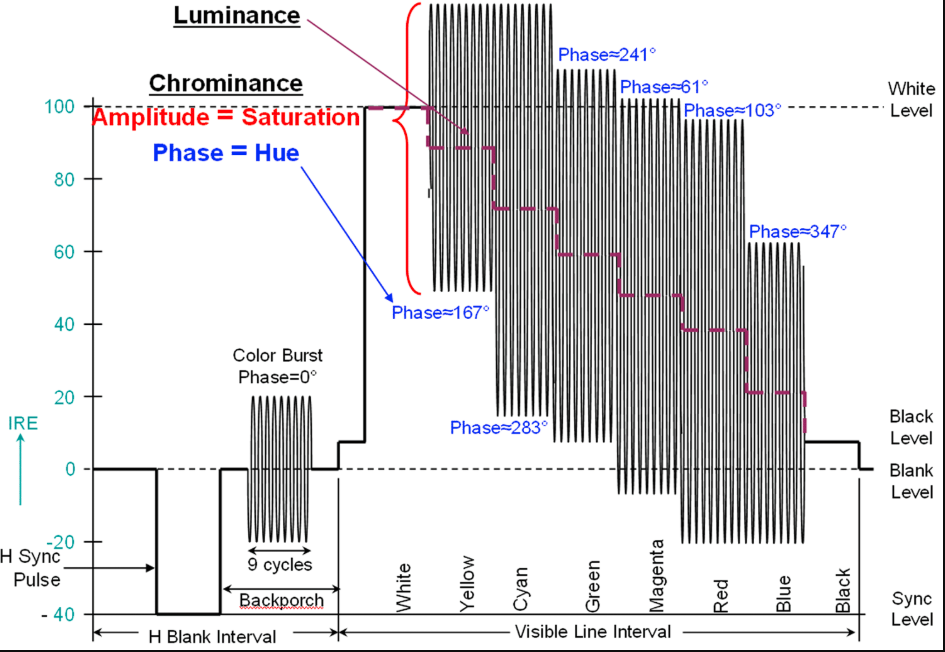 Luminance
Chrominance
Amplitude = Saturation
Phase = Hue
Phase≈241°
Phase≈61°
Phase≈103°
Phase≈347°
Phase≈167°
Phase≈283°
White
Level
Black
Level
Blank
Level
Sync
Level
100
80
60
40
20
0
-20
- 40
IRE
Color Burst
Phase=0°
9 cycles
Backporch
H Sync
Pulse
White
Yellow
Cyan
Green
Magenta
Red
Blue
Black
H Blank Interval
Visible Line Interval